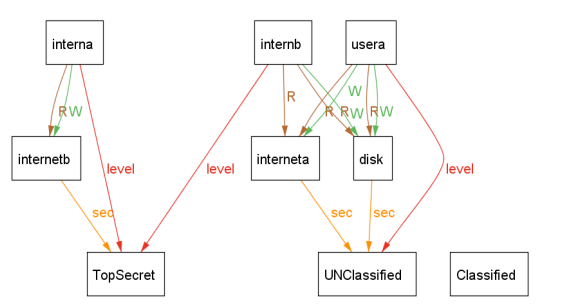 interna
internb
usera
W
R
R
W
R
W
R
R
W
internetb
interneta
disk
level
level
level
sec
sec
sec
TopSecret
UNClassified
Classified